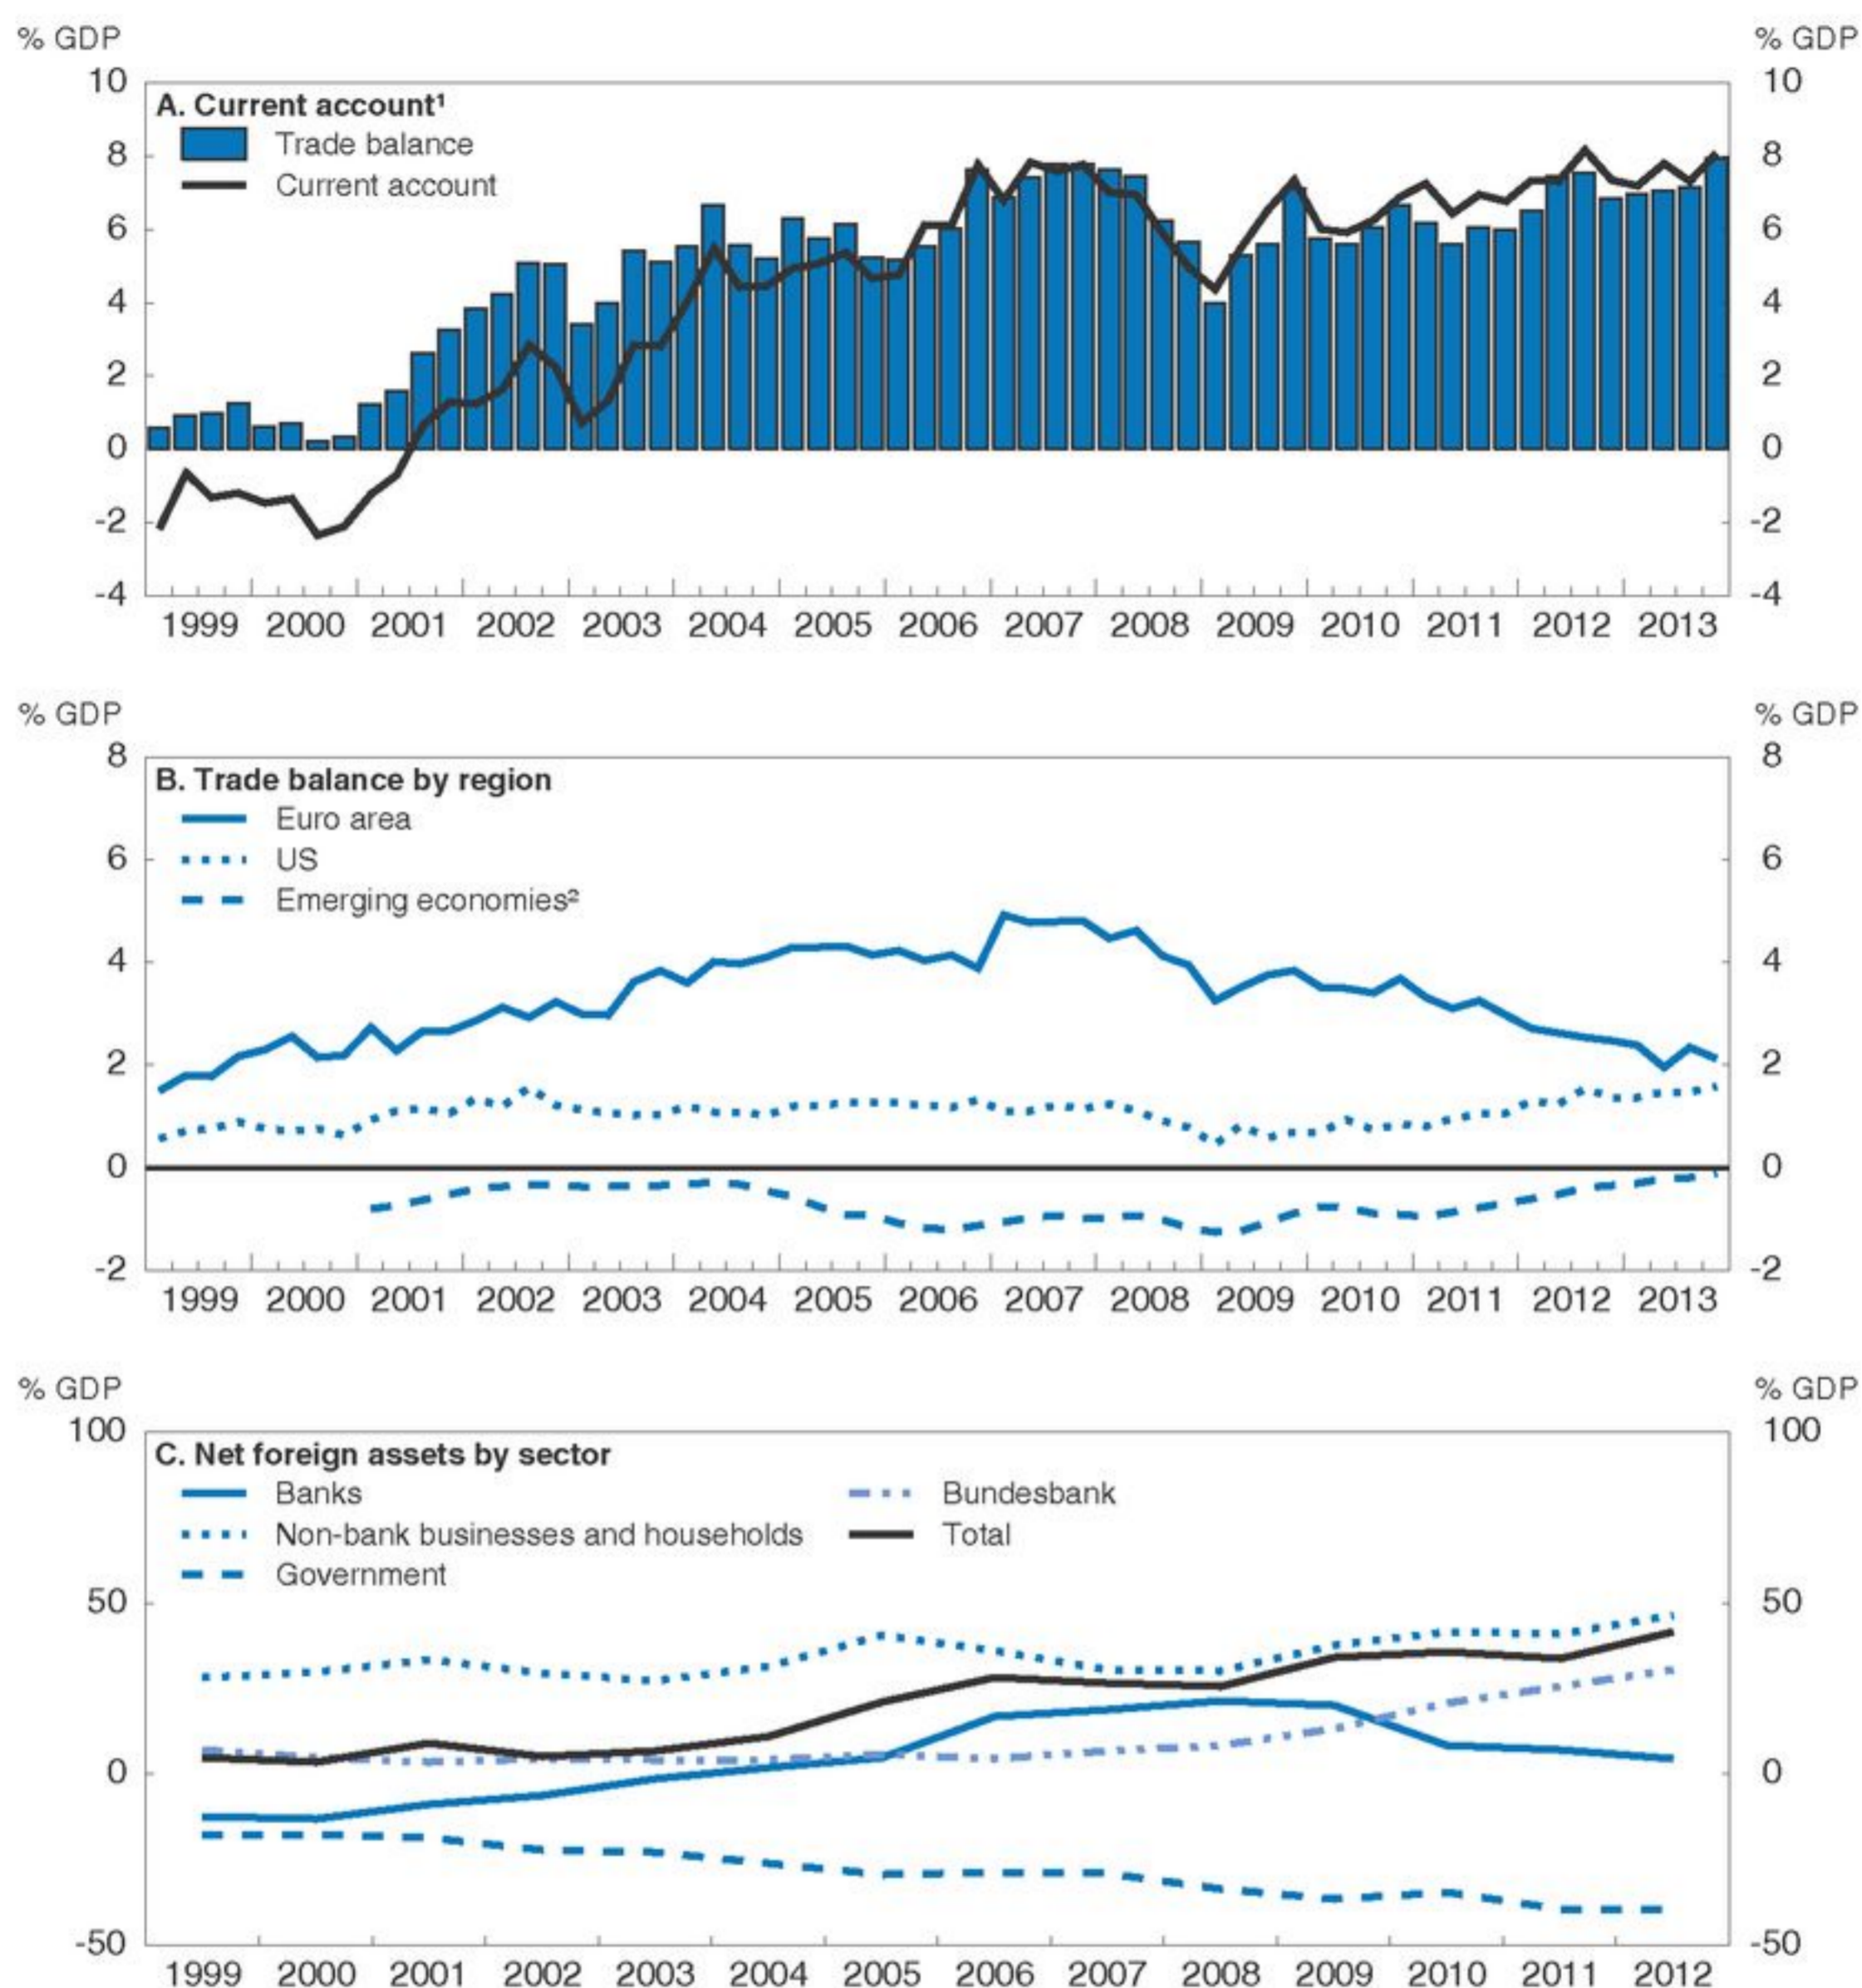 % GDP % GDP
10 10
A. Current account¹
8 Trade balance 8
Current account
6 6
4 4
2 2
0 0
-2 -2
-4 -4
1999 2000 2001 2002 2003 2004 2005 2006 2007 2008 2009 2010 2011 2012 2013
% GDP % GDP
8 8
B. Trade balance by region
Euro area
6 US 6
Emerging economies²
4 4
2 2
0 0
-2 -2
1999 2000 2001 2002 2003 2004 2005 2006 2007 2008 2009 2010 2011 2012 2013
% GDP % GDP
100 100
C. Net foreign assets by sector
Banks Bundesbank
Non-bank businesses and households Total
Government
50 50
0 0
-50 -50
1999 2000 2001 2002 2003 2004 2005 2006 2007 2008 2009 2010 2011 2012